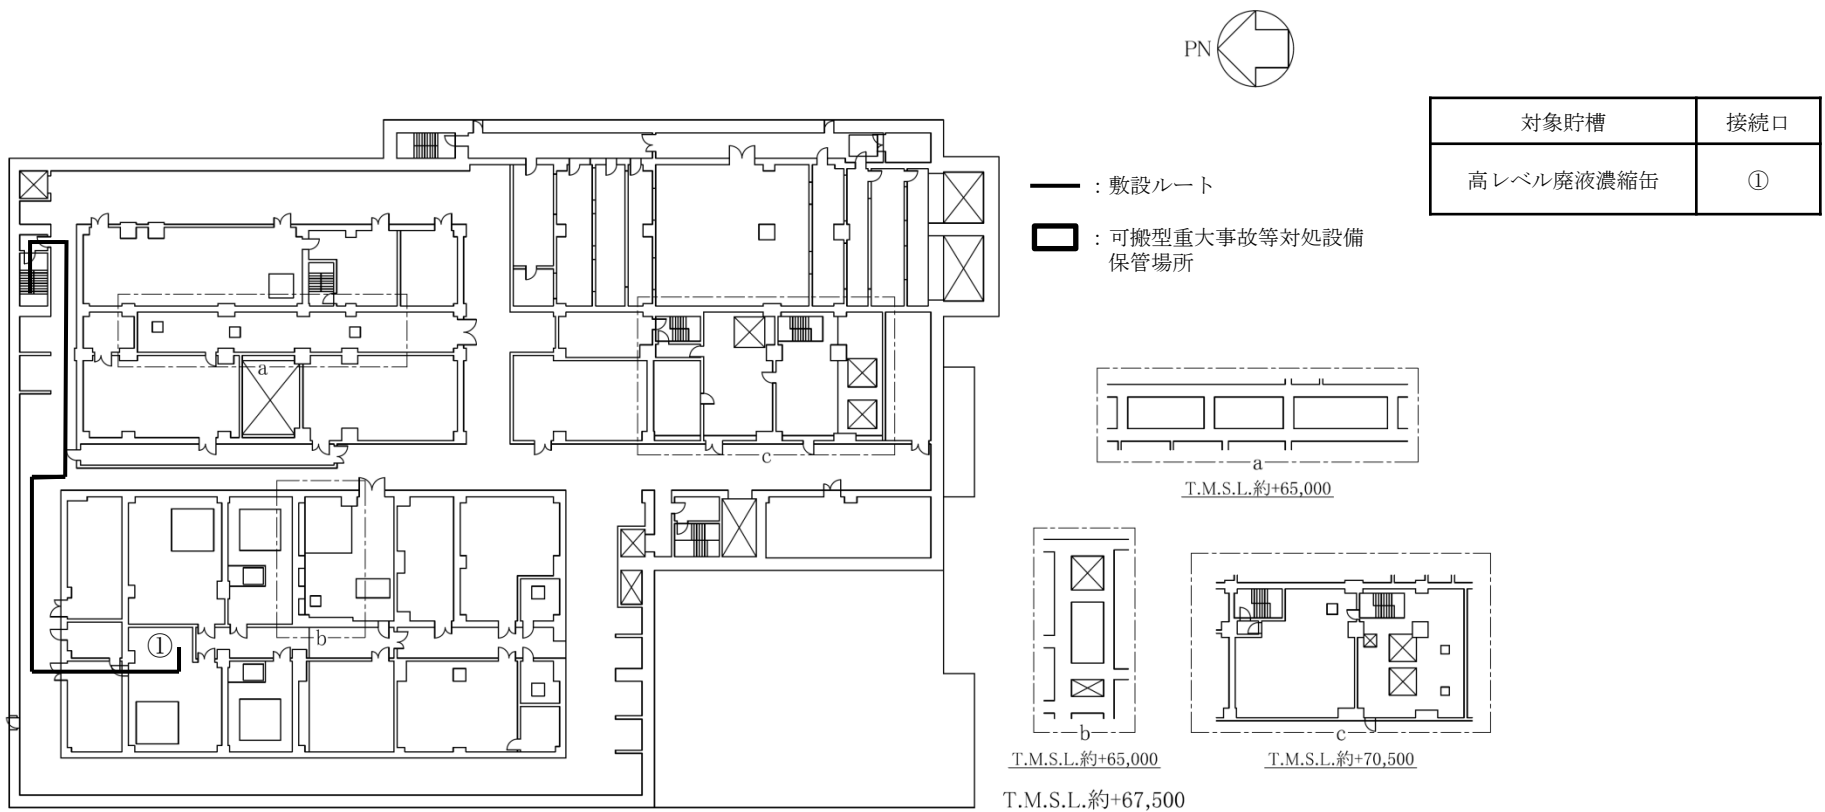 PN
対象貯槽 接続口
高レベル廃液濃縮缶 ①
：敷設ルート
：可搬型重大事故等対処設備
保管場所
a
c
b
①
a
T.M.S.L.約+65,000
b
T.M.S.L.約+65,000
c
T.M.S.L.約+70,500
T.M.S.L.約+67,500